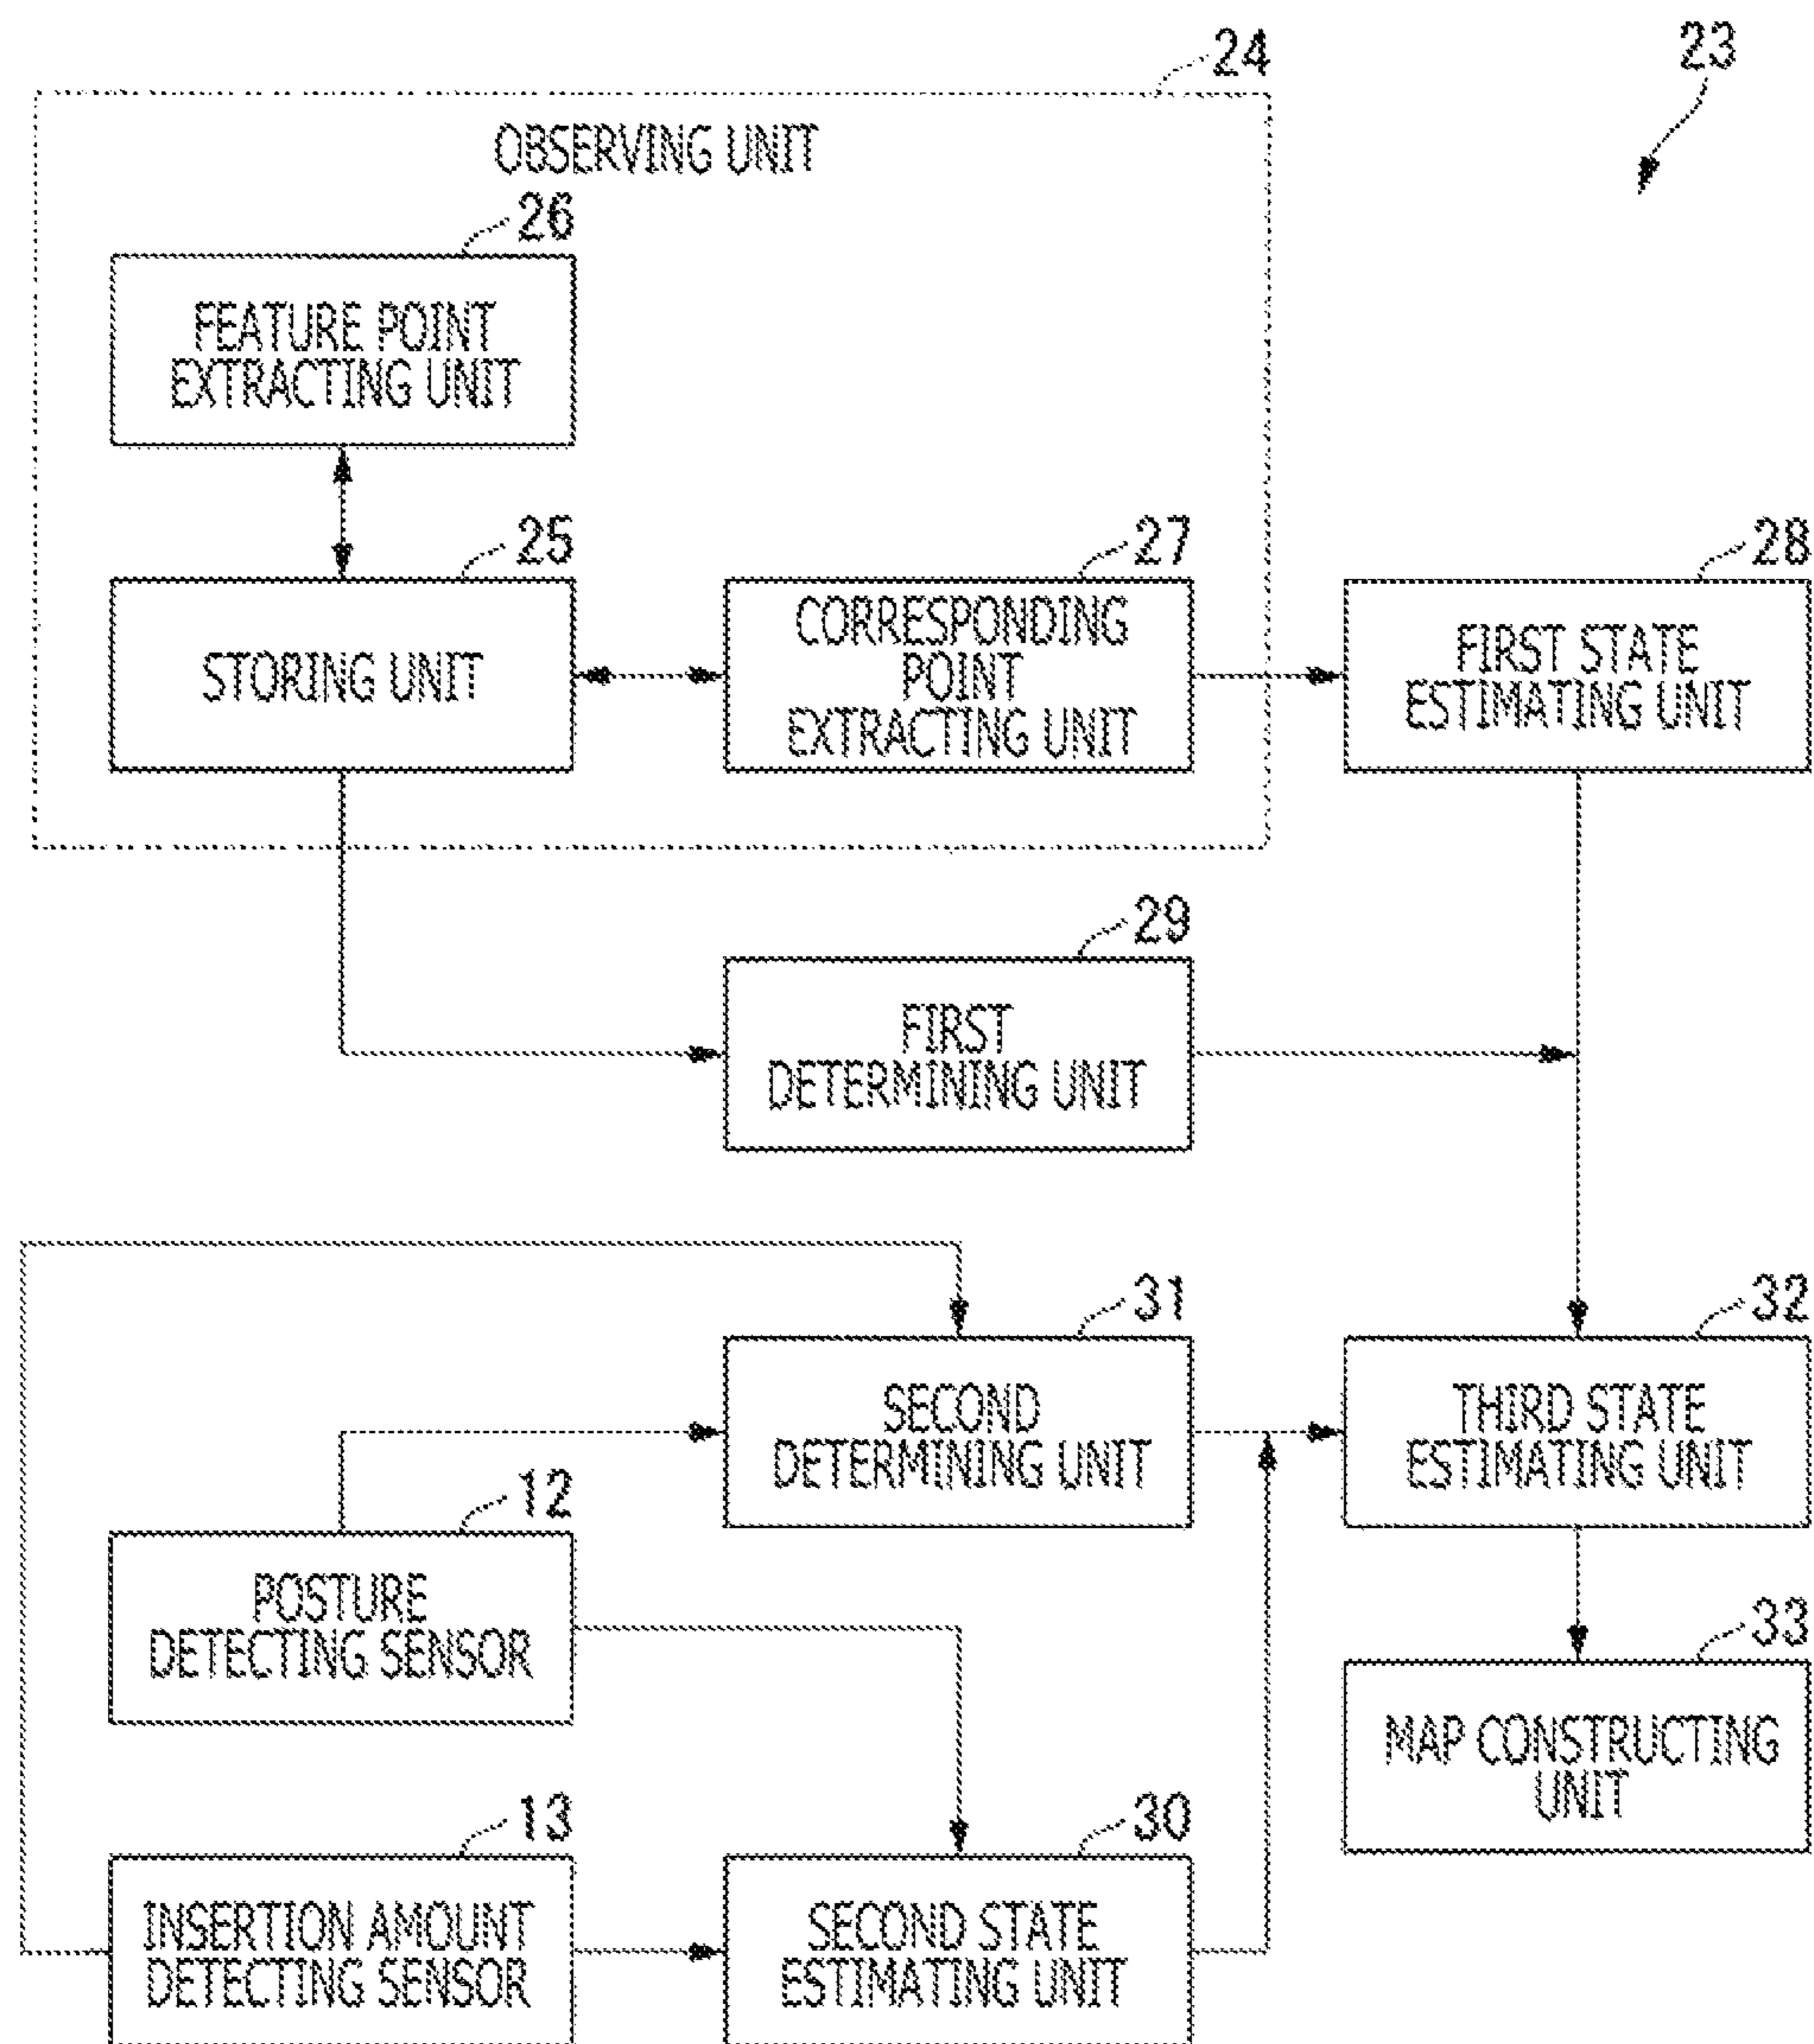 23
24
OBSERVING UNIT
26
FEATURE POINT
EXTRACTING UNIT
25
STORING UNIT
27
CORRESPONDING
POINT
EXTRACTING UNIT
28
FIRST STATE
ESTIMATING UNIT
29
FIRST
DETERMINING UNIT
31
SECOND
DETERMINING UNIT
32
THIRD STATE
ESTIMATING UNIT
12
POSTURE
DETECTING SENSOR
33
MAP CONSTRUCTING
UNIT
13
INSERTION AMOUNT
DETECTING SENSOR
30
SECOND STATE
ESTIMATING UNIT